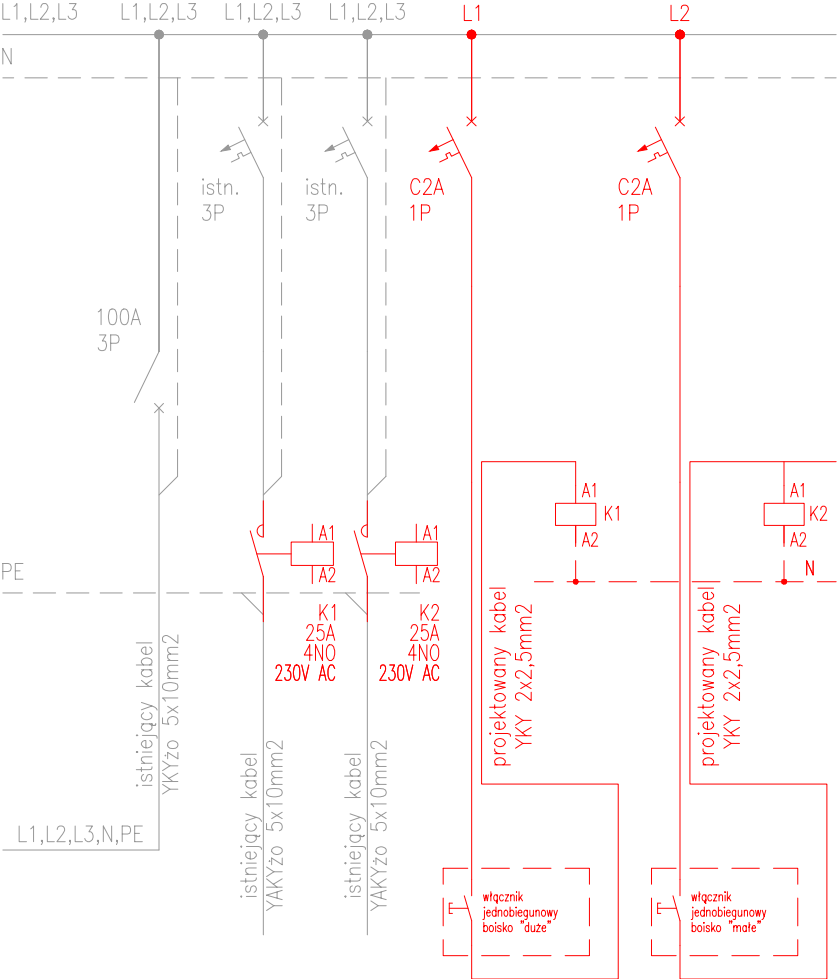 L1,L2,L3
L1,L2,L3
L1,L2,L3
L1,L2,L3
L1
L2
N
istn.
3P
istn.
3P
C2A
1P
C2A
1P
100A
3P
A1
K1
A2
A1
K2
A2
N
A1
A2
A1
A2
PE
K1
25A
4NO
230V AC
K2
25A
4NO
230V AC
istniejący kabel
YKYżo 5x10mm2
istniejący kabel
YAKYżo 5x10mm2
istniejący kabel
YAKYżo 5x10mm2
projektowany kabel
YKY 2x2,5mm2
projektowany kabel
YKY 2x2,5mm2
L1,L2,L3,N,PE
włącznik
jednobiegunowy
boisko "duże"
włącznik
jednobiegunowy
boisko "małe"